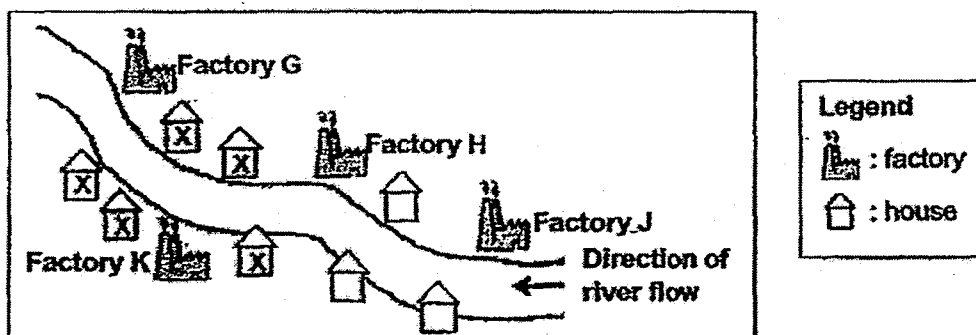 Factory G
X
X
Factory H
Legend
: factory
X
X
Factory J
: house
Factory K
X
Direction of
river flow